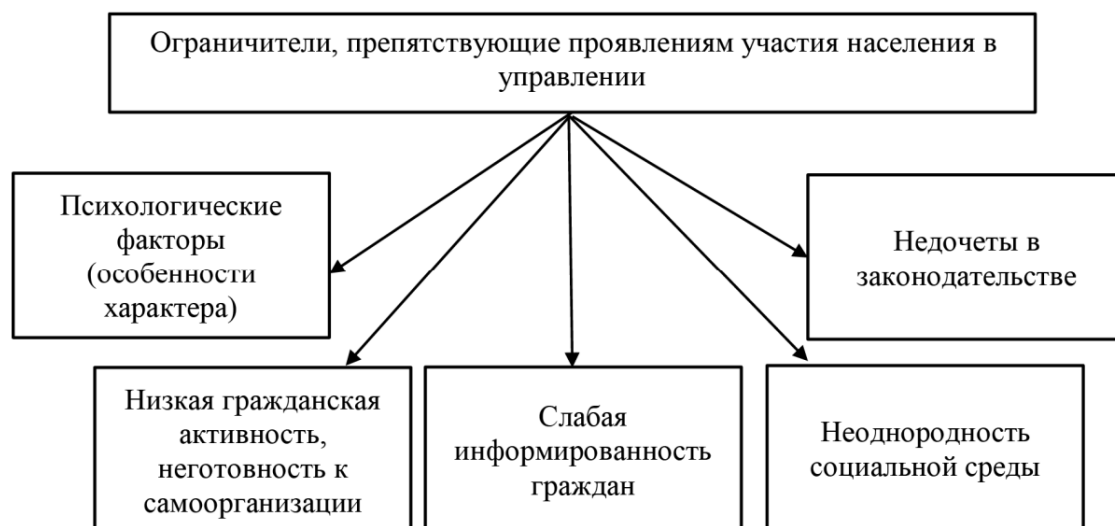 Ограничители, препятствующие проявлениям участия населения в
управлении
Психологические
факторы
(особенности
характера)
Недочеты в
законодательстве
Низкая гражданская
активность,
неготовность к
самоорганизации
Слабая
информированность
граждан
Неоднородность
социальной среды